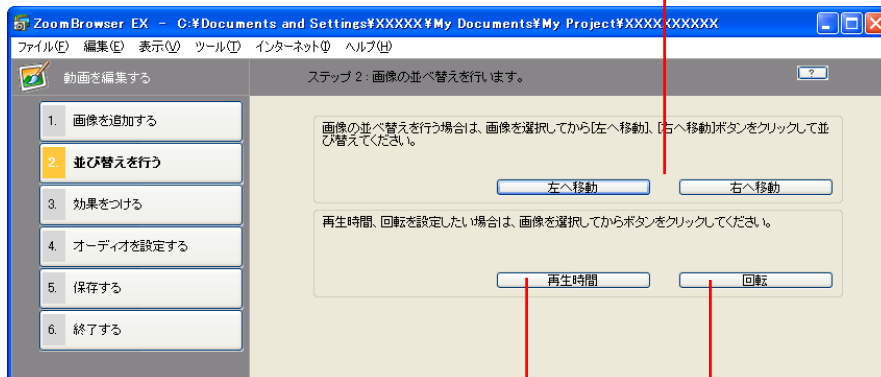 ZoomBrowser EX - C:¥Documents and Settings¥XXXXX¥My Documents¥My Project¥XXXXXXXXXX
ファイル(F) 編集(E) 表示(V) ツール(T) インターネット(I) ヘルプ(H)
動画を編集する
ステップ 2 : 画像の並べ替えを行います。
?
1. 画像を追加する
2. 並び替えを行う
3. 効果をつける
4. オーディオを設定する
5. 保存する
6. 終了する
画像の並べ替えを行う場合は、画像を選択してから[左へ移動]、[右へ移動]ボタンをクリックして並
び替えてください。
左へ移動 右へ移動
再生時間、回転を設定したい場合は、画像を選択してからボタンをクリックしてください。
再生時間 回転